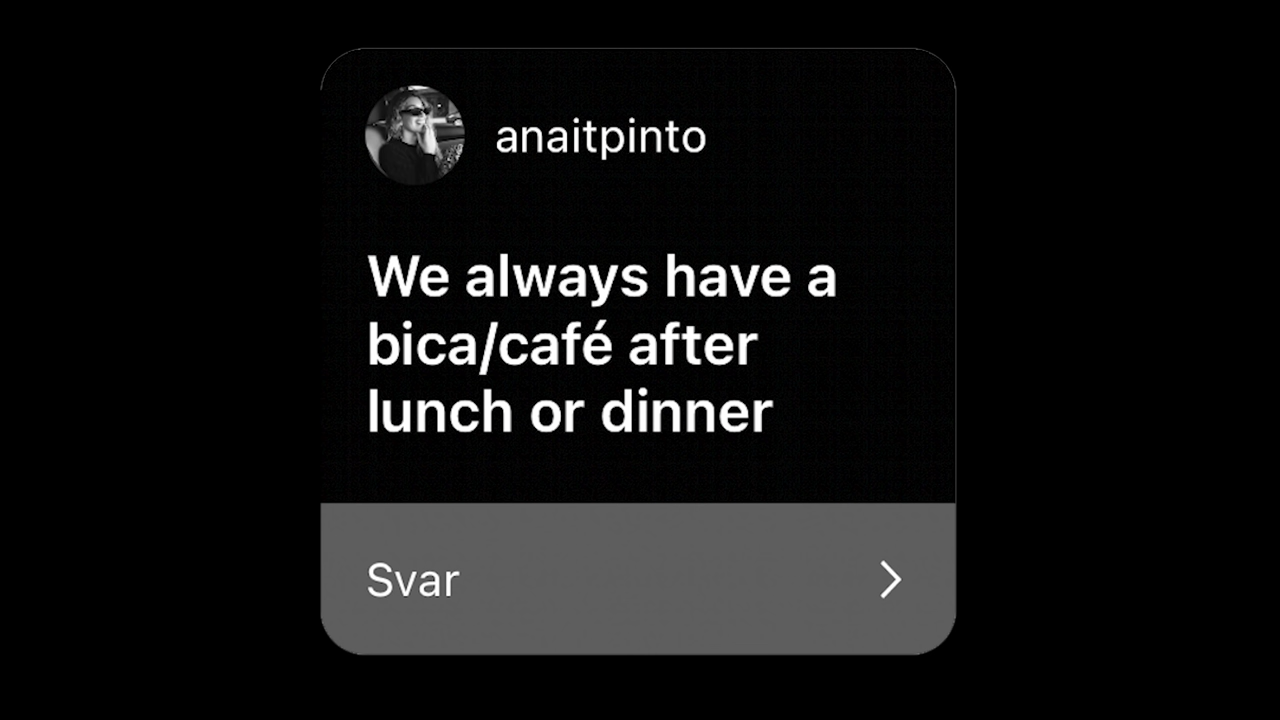 anaitpinto
We always have a
bica/café after
lunch or dinner
Svar